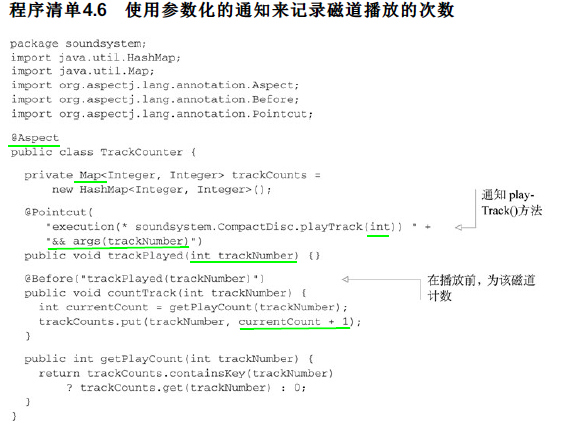 程序清单4.6 使用参数化的通知来记录磁道播放的次数
package soundsystem;
import java.util.HashMap;
import java.util.Map;
import org.aspectj.lang.annotation.Aspect;
import org.aspectj.lang.annotation.Before;
import org.aspectj.lang.annotation.Pointcut;
@Aspect
public class TrackCounter {
private Map<Integer, Integer> trackCounts =
new HashMap<Integer, Integer>();
@Pointcut(
"execution(* soundsystem.CompactDisc.playTrack(int)) " +
"&& args(trackNumber)")
public void trackPlayed(int trackNumber) {}
通知 play-
Track()方法
@Before("trackPlayed(trackNumber)")
public void countTrack(int trackNumber) {
int currentCount = getPlayCount(trackNumber);
trackCounts.put(trackNumber, currentCount + 1);
}
在播放前，为该磁道
计数
public int getPlayCount(int trackNumber) {
return trackCounts.containsKey(trackNumber)
? trackCounts.get(trackNumber) : 0;
}
}